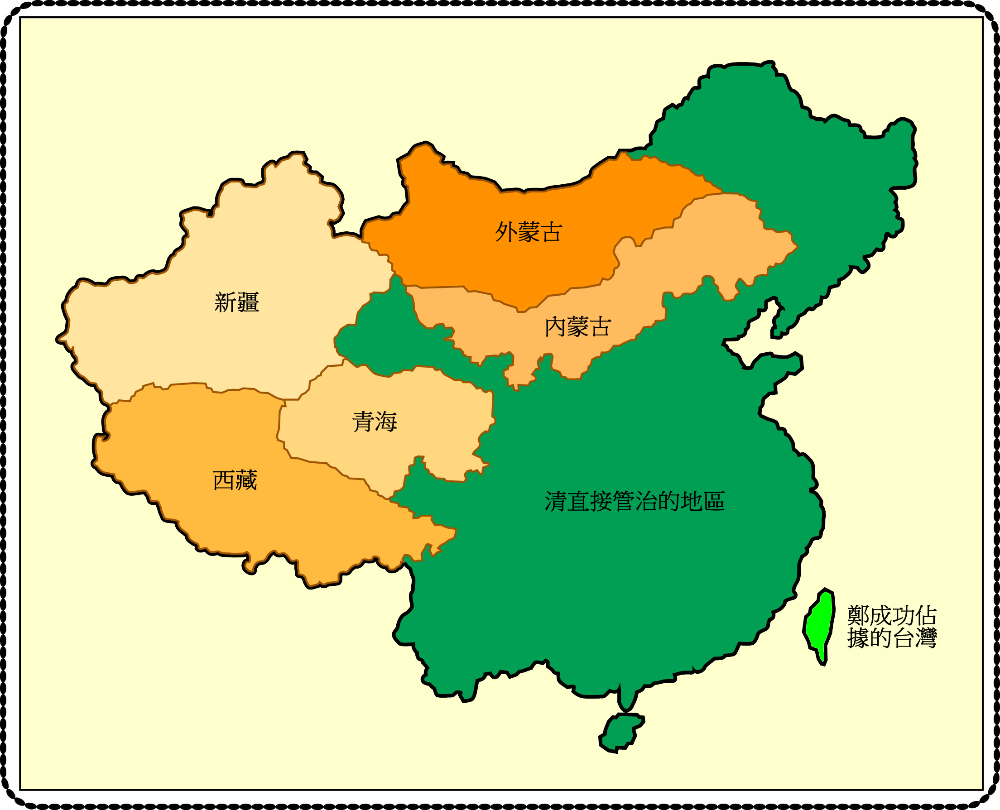 外蒙古
新疆
內蒙古
青海
西藏
清直接管治的地區
鄭成功佔
據的台灣